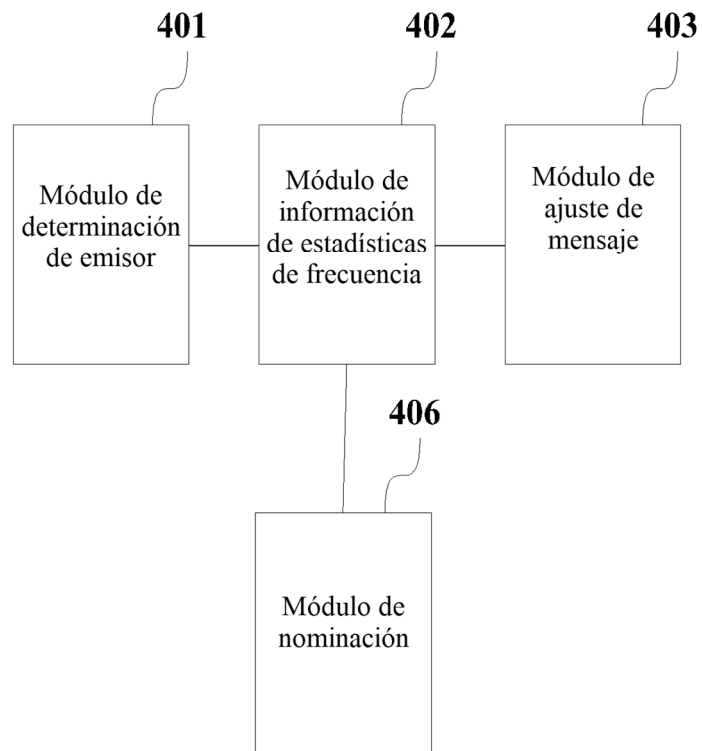 401
402
403
Módulo de
determinación
de emisor
Módulo de
información
de estadísticas
de frecuencia
Módulo de
ajuste de
mensaje
406
Módulo de
nominación